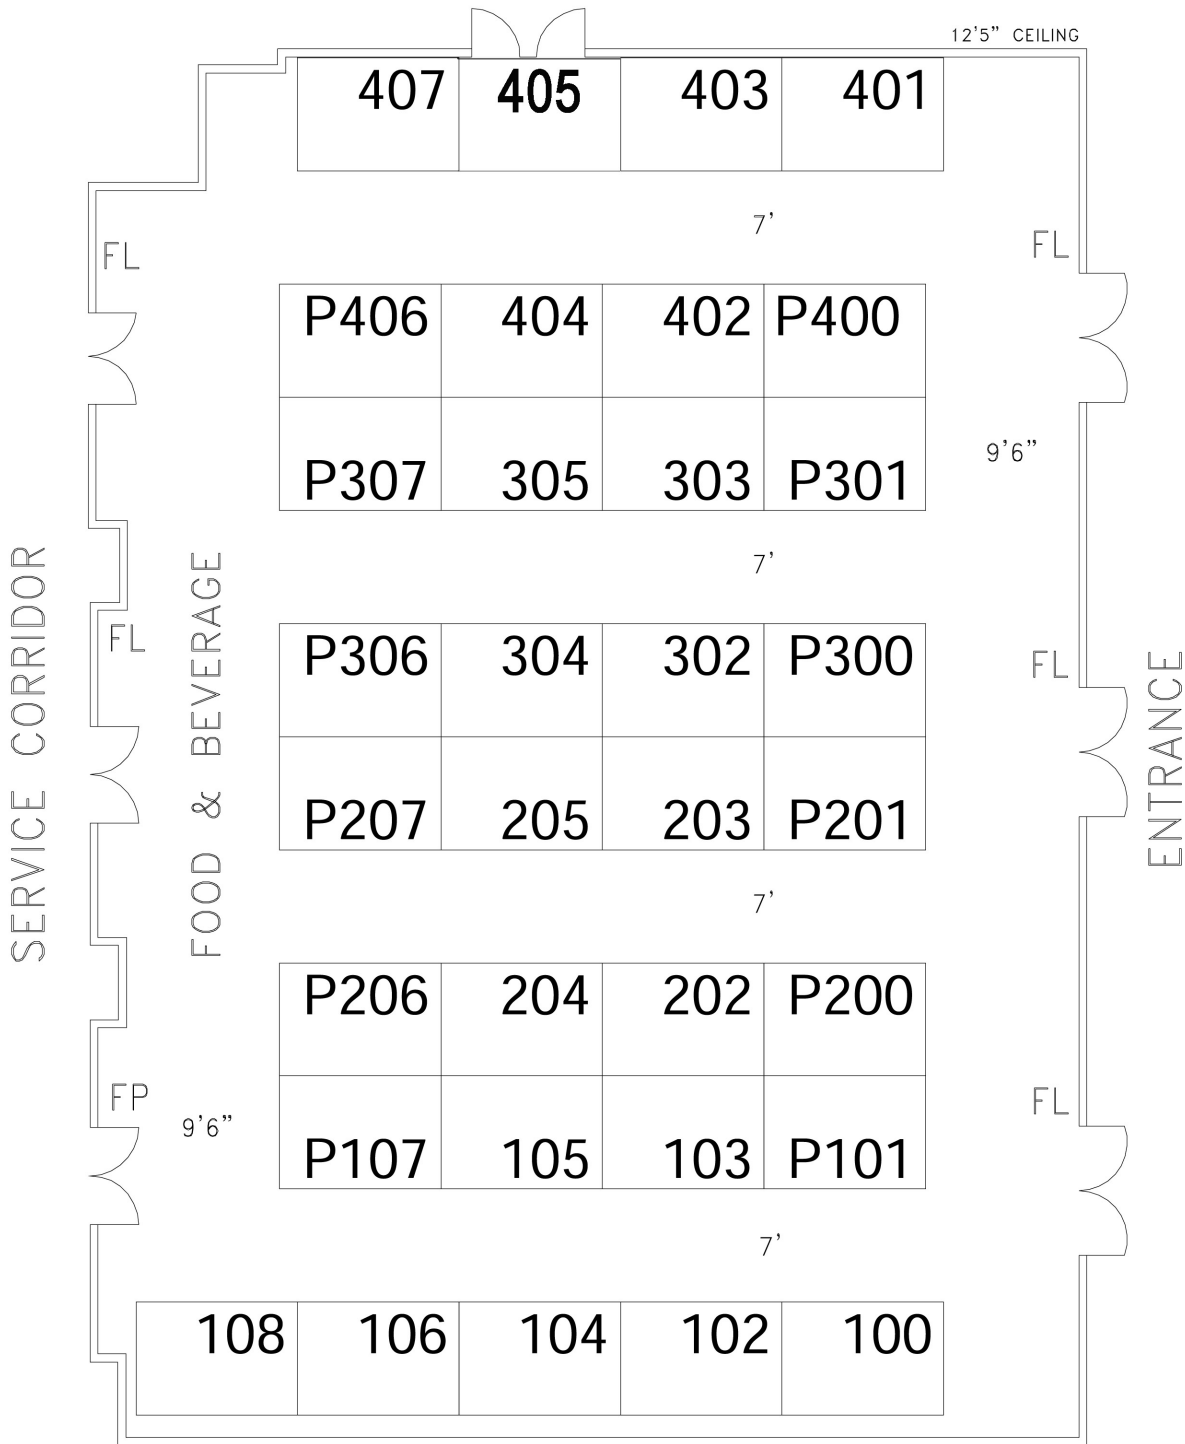 12'5" CEILING
407 405 403 401
7'
FL FL
P406 404 402 P400
9'6"
P307 305 303 P301
7'
SERVICE CORRIDOR
FOOD & BEVERAGE
FL FL
P306 304 302 P300
ENTRANCE
P207 205 203 P201
7'
P206 204 202 P200
FP FL
9'6"
P107 105 103 P101
7'
108 106 104 102 100